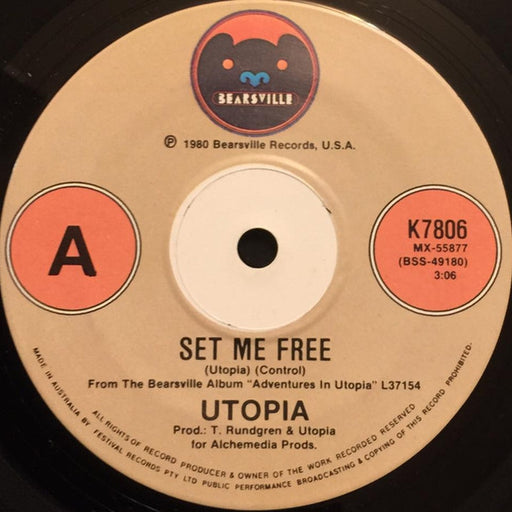 BEARSVILLE
℗ 1980 Bearsville Records, U.S.A.
A
K7806
MX-55877
(BSS-49180)
3:06
SET ME FREE
(Utopia) (Control)
From The Bearsville Album "Adventures In Utopia" L37154
UTOPIA
Prod.: T. Rundgren & Utopia
for Alchemedia Prods.
ALL RIGHTS OF RECORD PRODUCER & OWNER OF THE WORK RECORDED RESERVED
MADE IN AUSTRALIA BY FESTIVAL RECORDS PTY LTD PUBLIC PERFORMANCE BROADCASTING & COPYING OF THIS RECORD PROHIBITED.